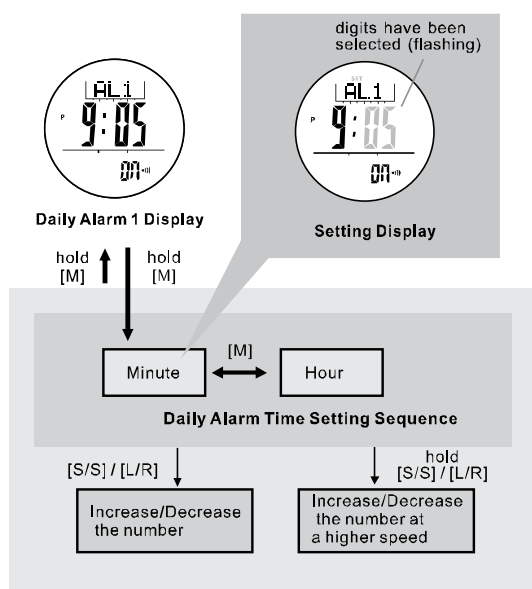 digits have been
selected (flashing)
AL.1
P 9:05
ON
Daily Alarm 1 Display
SET
AL.1
P 9:05
ON
Setting Display
hold
[M]
hold
[M]
Minute
[M]
Hour
Daily Alarm Time Setting Sequence
[S/S] / [L/R]
hold
[S/S] / [L/R]
Increase/Decrease
the number
Increase/Decrease
the number at
a higher speed